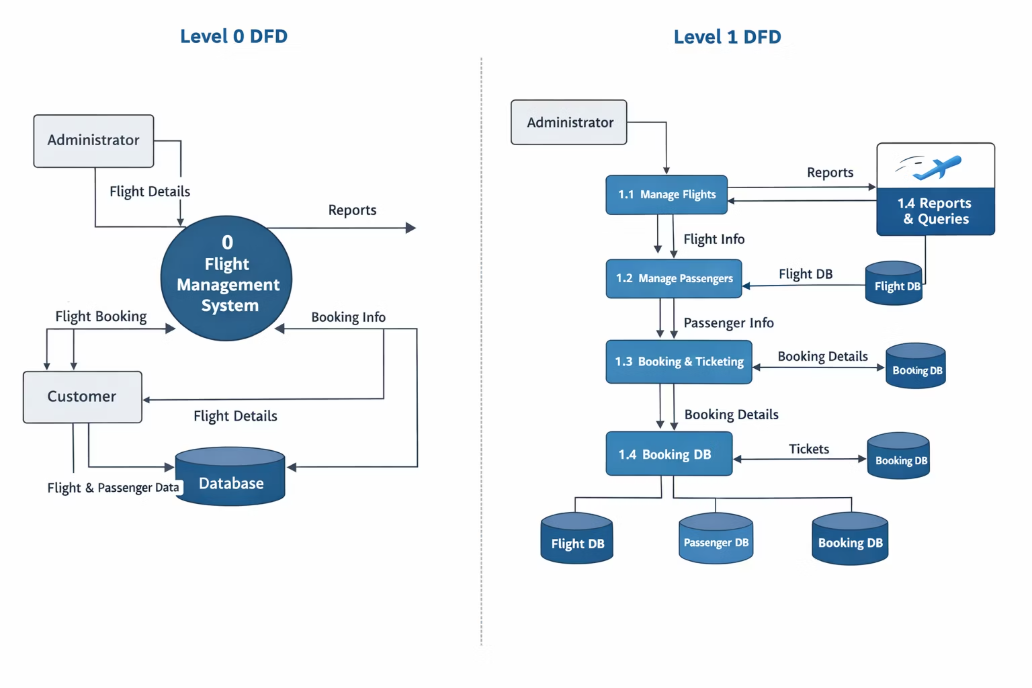 Level 0 DFD
Administrator
Flight Details
Reports
0
Flight
Management
System
Flight Booking
Booking Info
Customer
Flight Details
Database
Flight & Passenger Data
Level 1 DFD
Administrator
Reports
1.1 Manage Flights
1.4 Reports
& Queries
Flight Info
1.2 Manage Passengers
Flight DB
Flight DB
Passenger Info
1.3 Booking & Ticketing
Booking Details
Booking DB
Booking Details
1.4 Booking DB
Tickets
Booking DB
Flight DB
Passenger DB
Booking DB